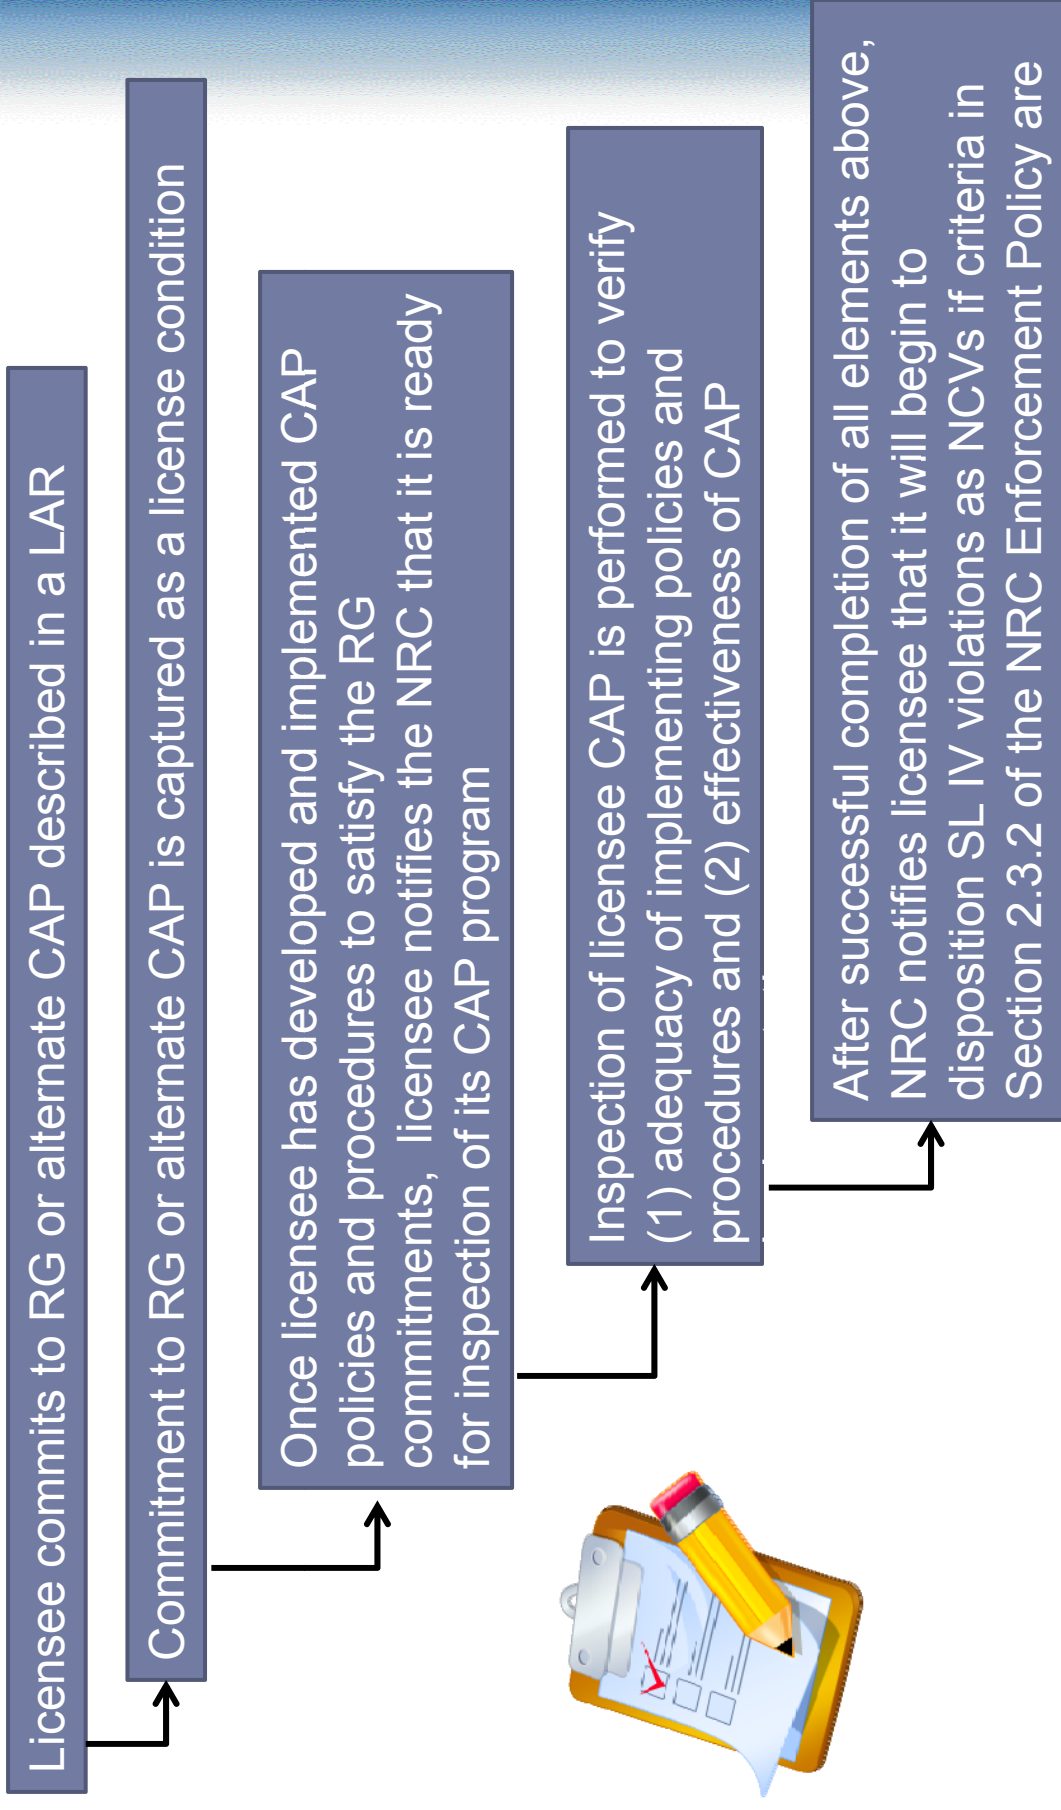 Licensee commits to RG or alternate CAP described in a LAR
Commitment to RG or alternate CAP is captured as a license condition
Once licensee has developed and implemented CAP
policies and procedures to satisfy the RG
commitments, licensee notifies the NRC that it is ready
for inspection of its CAP program
Inspection of licensee CAP is performed to verify
(1) adequacy of implementing policies and
procedures and (2) effectiveness of CAP
After successful completion of all elements above,
NRC notifies licensee that it will begin to
disposition SL IV violations as NCVs if criteria in
Section 2.3.2 of the NRC Enforcement Policy are